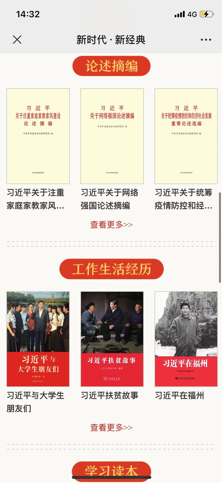 14:32
4G
新时代·新经典
论述摘编
习近平
关于注重家庭家教家风建设
论述摘编
习近平
关于网络强国论述摘编
习近平
关于统筹疫情防控和经济社会发展
重要论述选编
习近平关于注重
家庭家教家风...
习近平关于网络
强国论述摘编
习近平关于统筹
疫情防控和经...
查看更多>>
工作生活经历
习近平与
大学生朋友们
习近平扶贫故事
习近平在福州
习近平与大学生
朋友们
习近平扶贫故事
习近平在福州
查看更多>>
学习读本